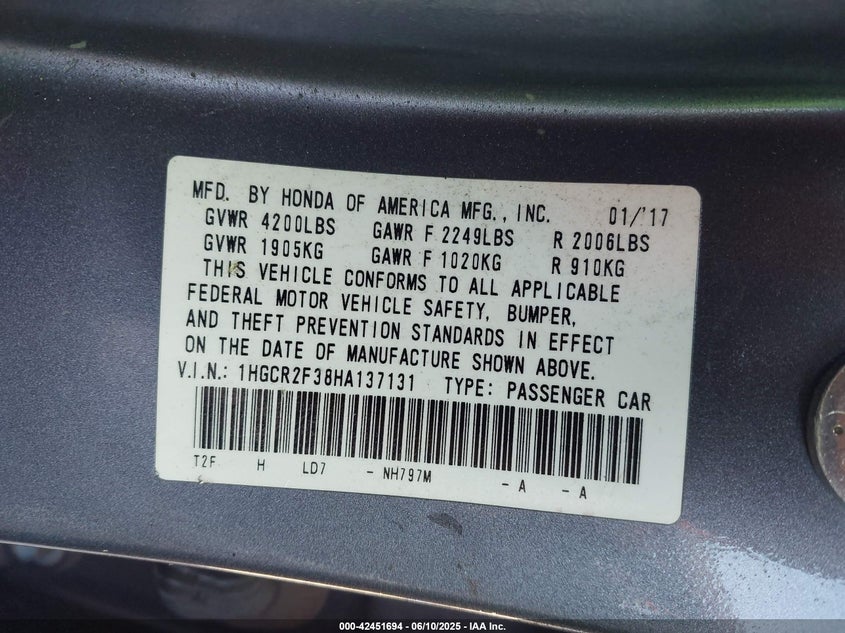 MFD. BY HONDA OF AMERICA MFG., INC. 01/'17
GVWR 4200LBS GAWR F 2249LBS R 2006LBS
GVWR 1905KG GAWR F 1020KG R 910KG
THIS VEHICLE CONFORMS TO ALL APPLICABLE
FEDERAL MOTOR VEHICLE SAFETY, BUMPER,
AND THEFT PREVENTION STANDARDS IN EFFECT
ON THE DATE OF MANUFACTURE SHOWN ABOVE.
V.I.N.: 1HGCR2F38HA137131 TYPE: PASSENGER CAR
T2F H LD7 - NH797M - A - A
000-42451694 - 06/10/2025 - IAA Inc.